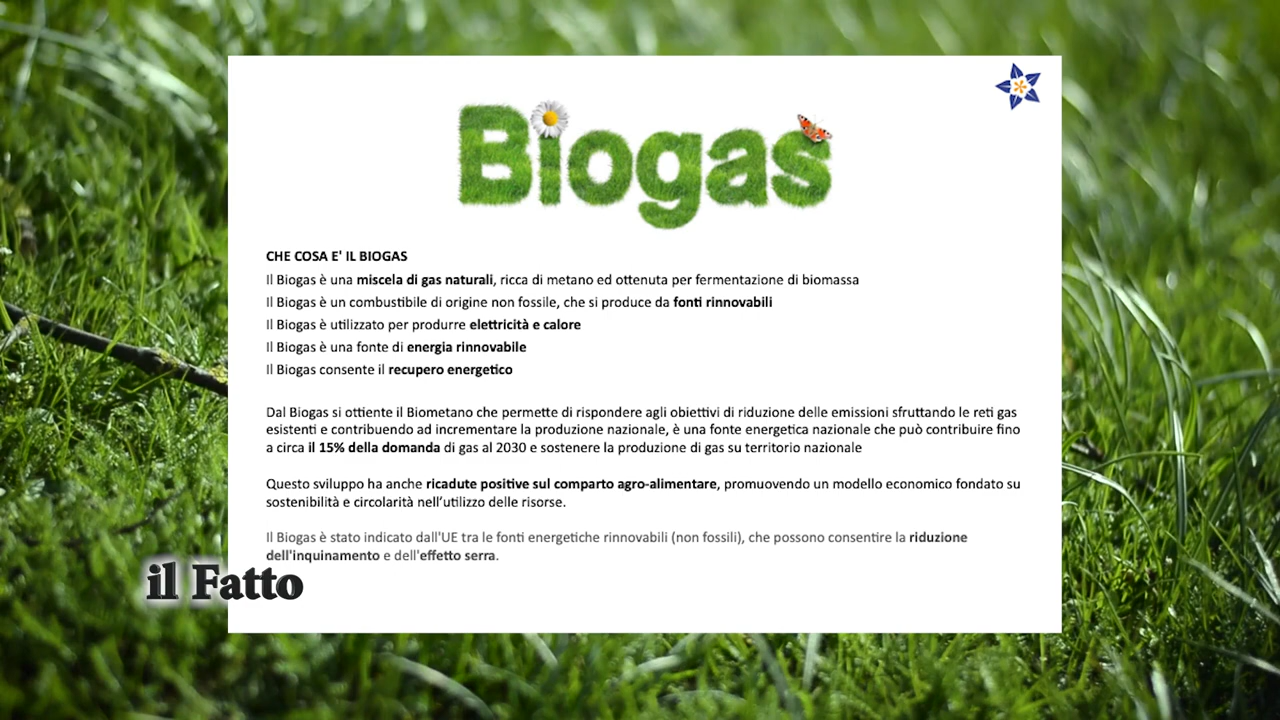 Biogas
CHE COSA E' IL BIOGAS
Il Biogas è una miscela di gas naturali, ricca di metano ed ottenuta per fermentazione di biomassa
Il Biogas è un combustibile di origine non fossile, che si produce da fonti rinnovabili
Il Biogas è utilizzato per produrre elettricità e calore
Il Biogas è una fonte di energia rinnovabile
Il Biogas consente il recupero energetico
Dal Biogas si ottiente il Biometano che permette di rispondere agli obiettivi di riduzione delle emissioni sfruttando le reti gas
esistenti e contribuendo ad incrementare la produzione nazionale, è una fonte energetica nazionale che può contribuire fino
a circa il 15% della domanda di gas al 2030 e sostenere la produzione di gas su territorio nazionale
Questo sviluppo ha anche ricadute positive sul comparto agro-alimentare, promuovendo un modello economico fondato su
sostenibilità e circolarità nell’utilizzo delle risorse.
Il Biogas è stato indicato dall'UE tra le fonti energetiche rinnovabili (non fossili), che possono consentire la riduzione
dell'inquinamento e dell'effetto serra.
il Fatto